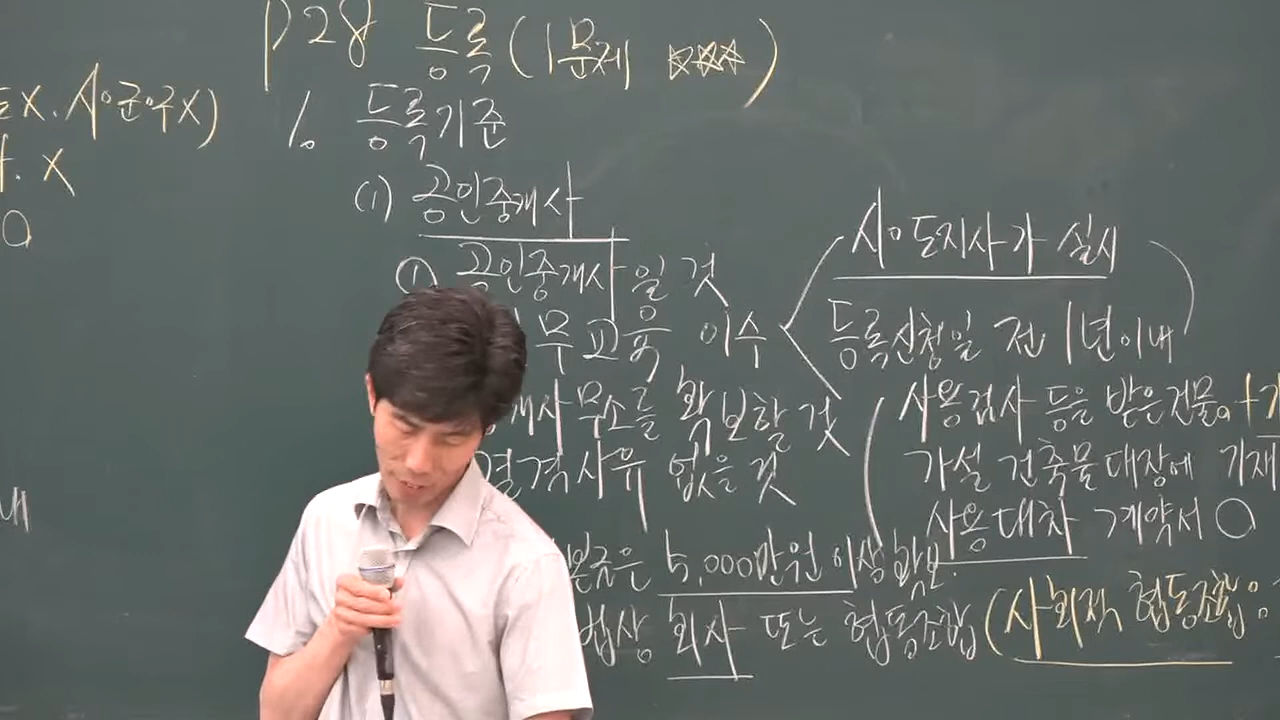 P28 등록 (1문제 ☆☆☆)
X. 시·군·구X)
X
1. 등록기준
(1) 공인중개사
① 공인중개사일 것
무교육 이수
개사무소를 확보할 것
결격사유 없을 것
본금은 5,000만원 이상 확보.
법상 회사 또는 협동조합 (사회적 협동조합은
시·도지사가 실시
등록신청일 전 1년이내
사용검사 등을 받은 건물
가설 건축물대장에 기재
사용대차 계약서 O
내